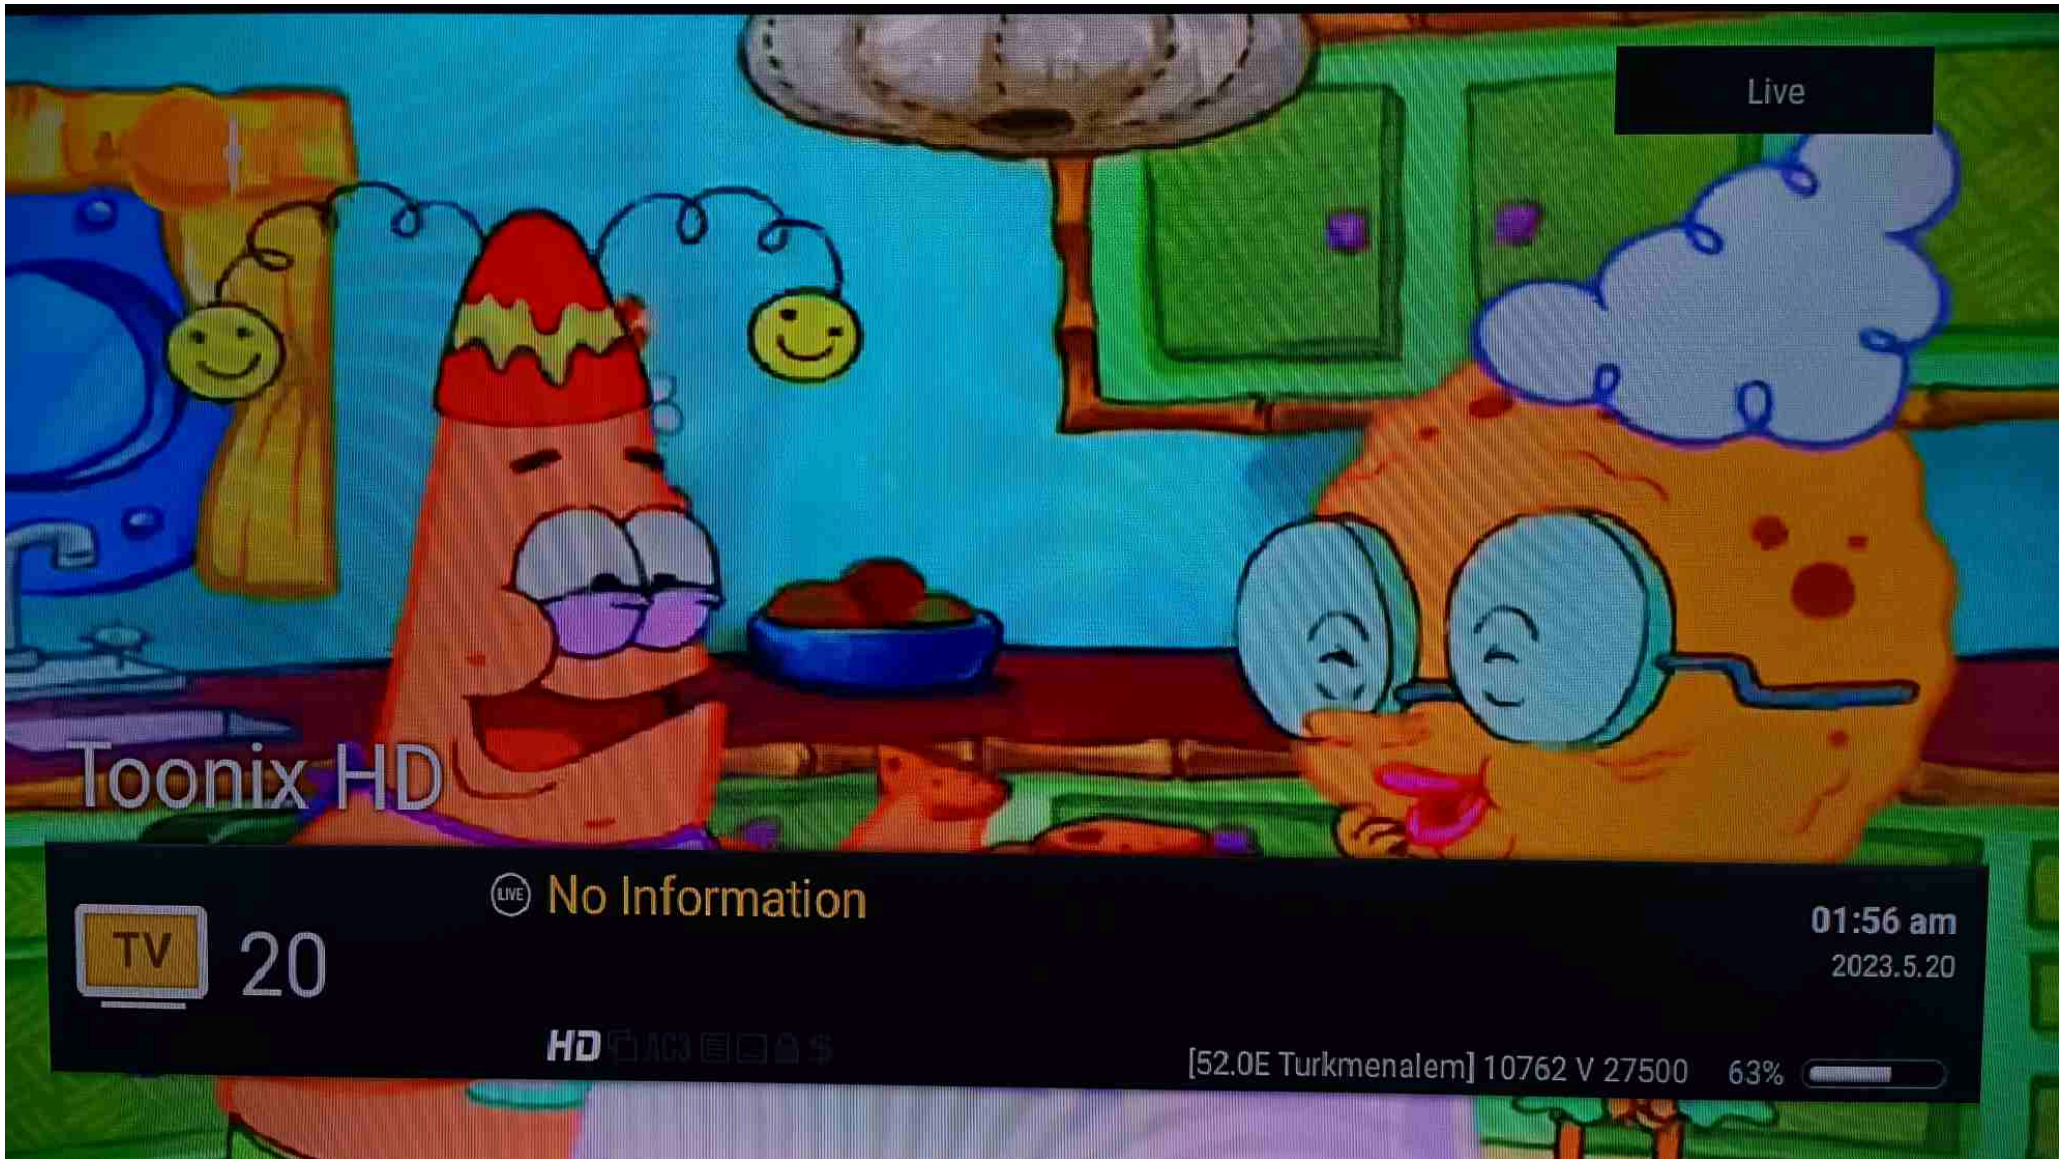 Live
Toonix HD
TV
20
LIVE
No Information
01:56 am
2023.5.20
HD
AC3
$
[52.0E Turkmenalem] 10762 V 27500
63%